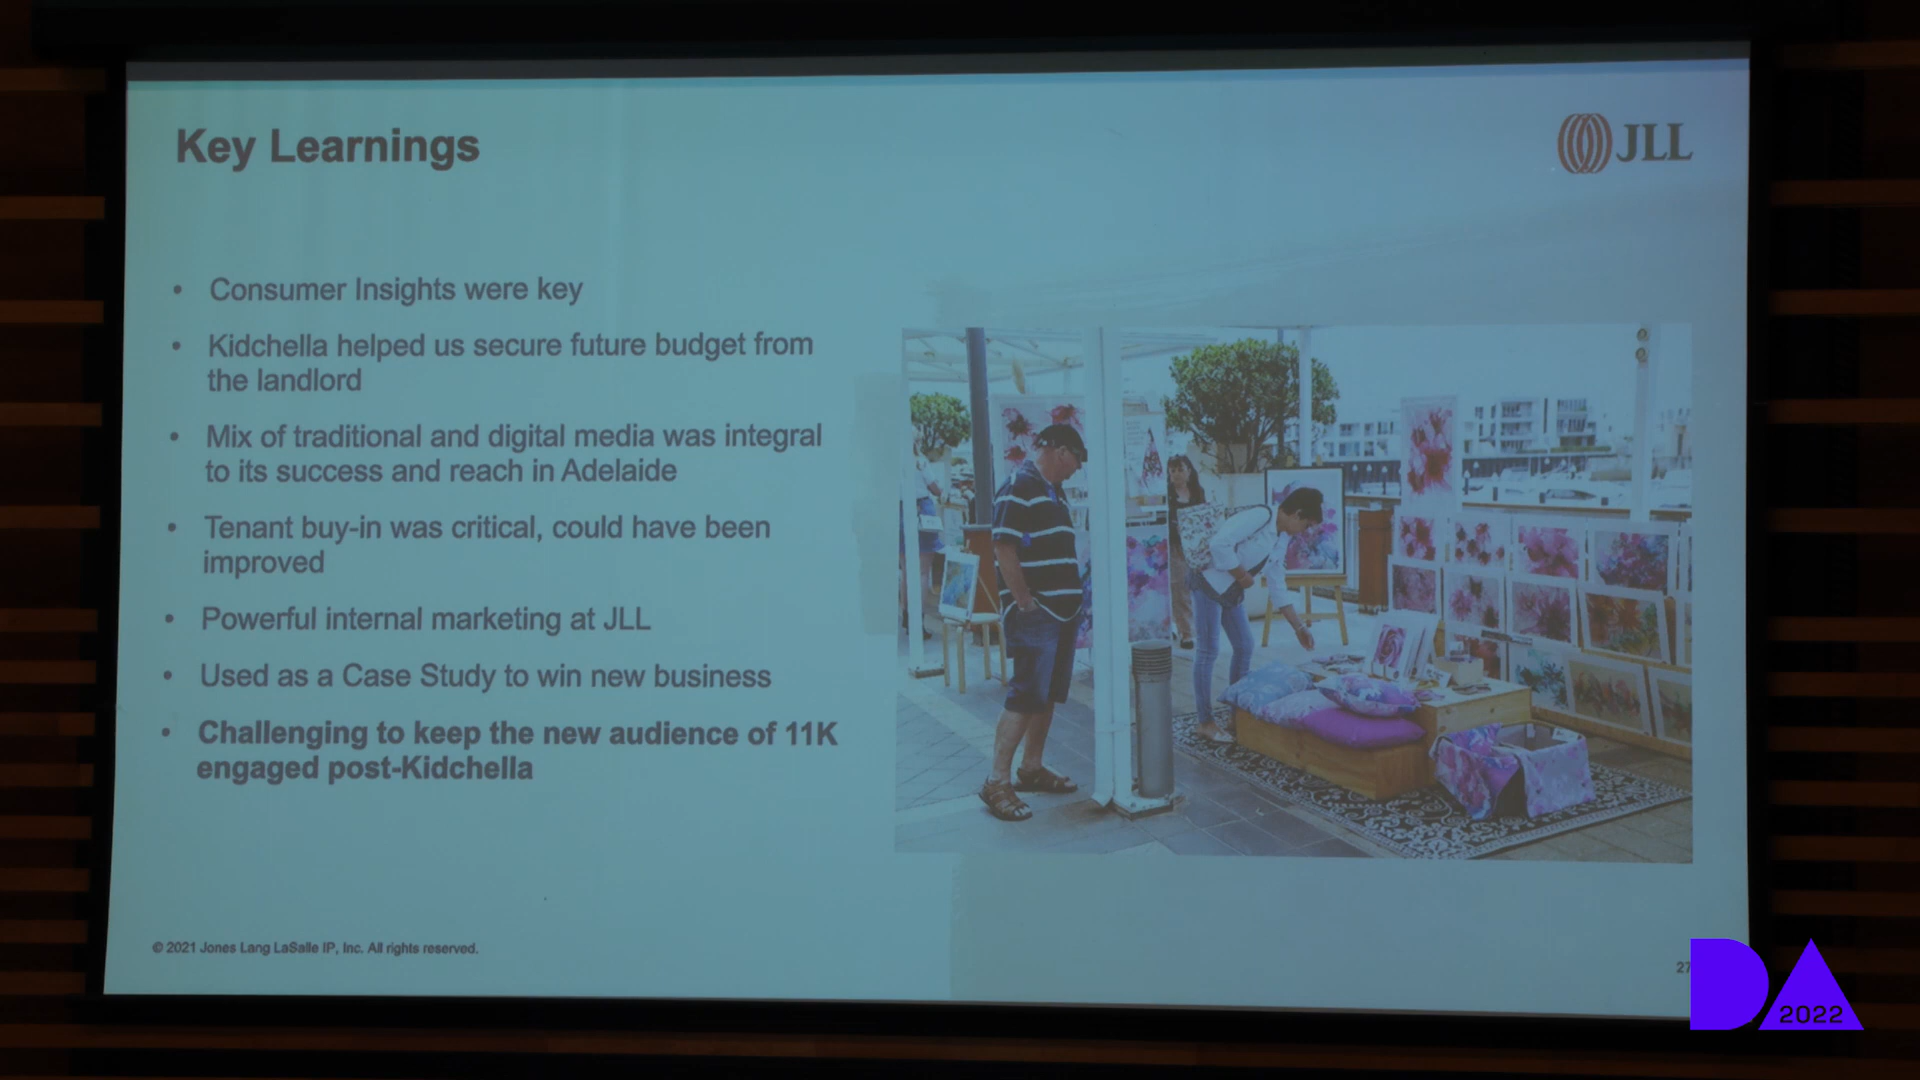 Key Learnings
JLL
• Consumer Insights were key
• Kidchella helped us secure future budget from
the landlord
• Mix of traditional and digital media was integral
to its success and reach in Adelaide
• Tenant buy-in was critical, could have been
improved
• Powerful internal marketing at JLL
• Used as a Case Study to win new business
• Challenging to keep the new audience of 11K
engaged post-Kidchella
© 2021 Jones Lang LaSalle IP, Inc. All rights reserved.
27
DA
2022